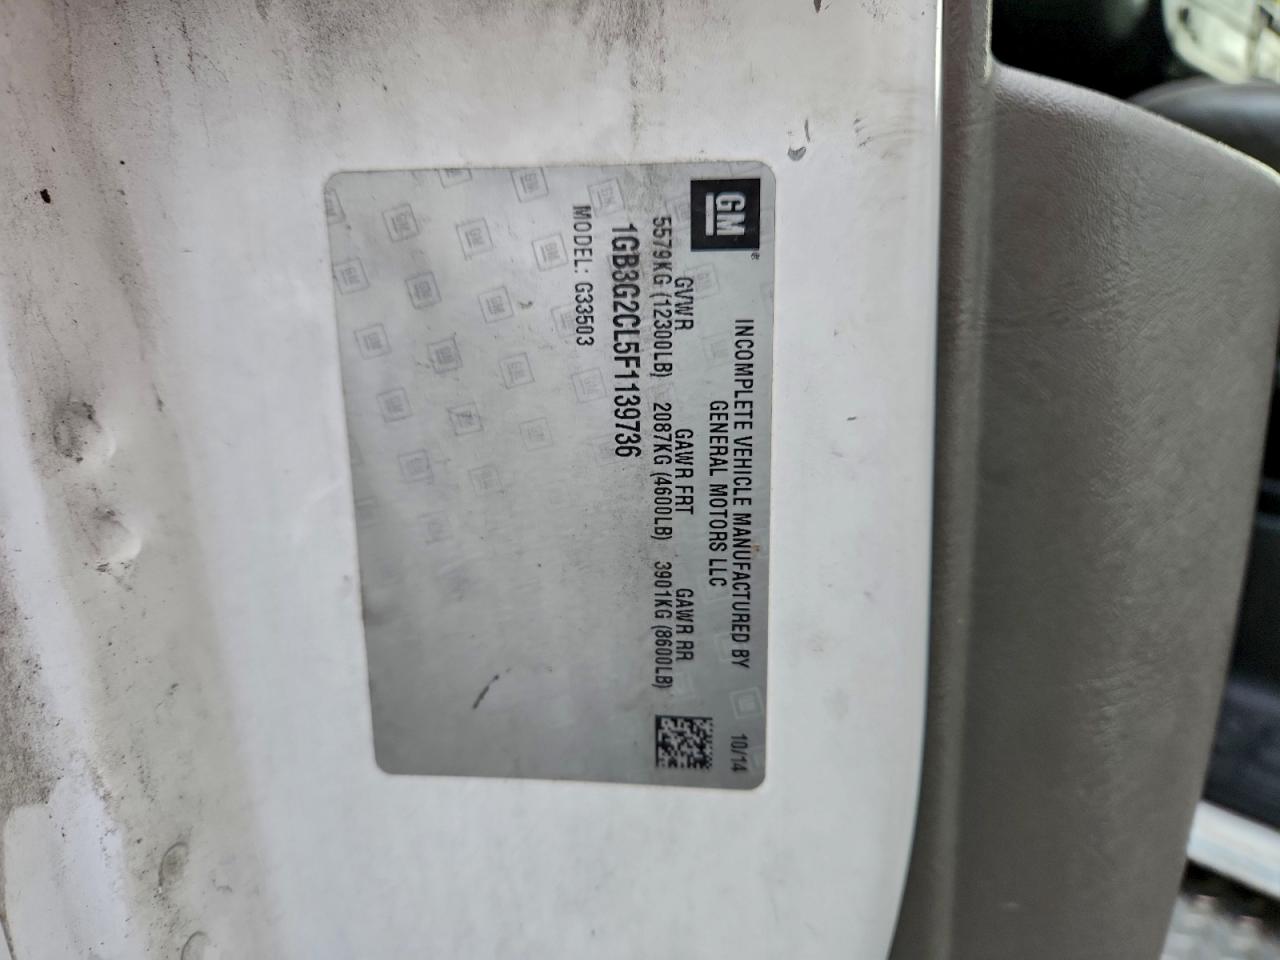 GM
INCOMPLETE VEHICLE MANUFACTURED BY 10/14
GENERAL MOTORS LLC
GVWR GAWR FRT GAWR RR
5579KG (12300LB) 2087KG (4600LB) 3901KG (8600LB)
1GB3G2CL5F1139736
MODEL: G33503